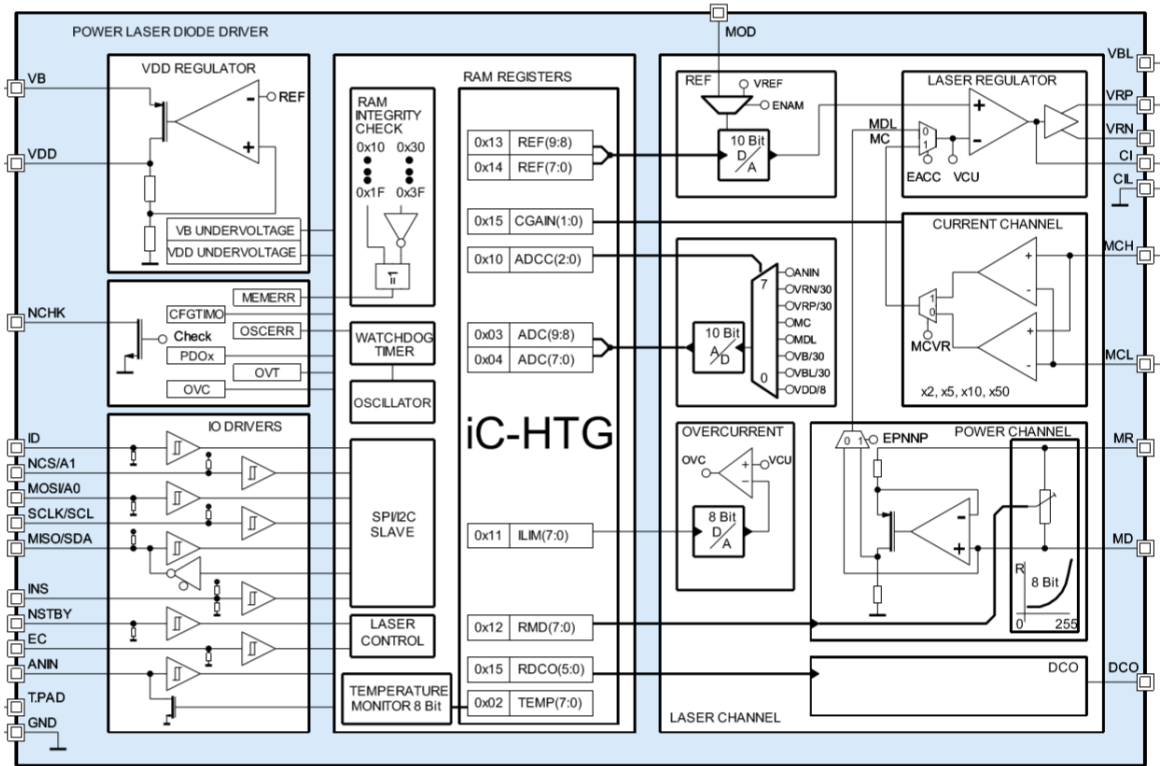 POWER LASER DIODE DRIVER
MOD
VB
VDD
NCHK
ID
NCS/A1
MOSI/A0
SCLK/SCL
MISO/SDA
INS
NSTBY
EC
ANIN
T.PAD
GND
VDD REGULATOR
-
REF
+
VB UNDERVOLTAGE
VDD UNDERVOLTAGE
MEMERR
CFGTIMO
OSCERR
Check
PDOx
OVT
OVC
IO DRIVERS
RAM
INTEGRITY
CHECK
0x10 0x30
0x1F 0x3F
=1
WATCHDOG
TIMER
OSCILLATOR
SPI/I2C
SLAVE
LASER
CONTROL
TEMPERATURE
MONITOR 8 Bit
RAM REGISTERS
0x13 REF(9:8)
0x14 REF(7:0)
0x15 CGAIN(1:0)
0x10 ADCC(2:0)
0x03 ADC(9:8)
0x04 ADC(7:0)
iC-HTG
0x11 ILIM(7:0)
0x12 RMD(7:0)
0x15 RDCO(5:0)
0x02 TEMP(7:0)
REF
VREF
ENAM
10 Bit
D
/A
LASER REGULATOR
MDL
MC
0
1
EACC
VCU
+
-
CURRENT CHANNEL
+
-
1
0
+
-
MCVR
x2, x5, x10, x50
10 Bit
A
/D
7
0
ANIN
VRN/30
VRP/30
MC
MDL
VB/30
VBL/30
VDD/8
OVERCURRENT
OVC
+
-
VCU
8 Bit
D
/A
POWER CHANNEL
0 1
EPNNP
-
+
R
8 Bit
0 255
DCO
LASER CHANNEL
VBL
VRP
VRN
CI
CIL
MCH
MCL
MR
MD
DCO